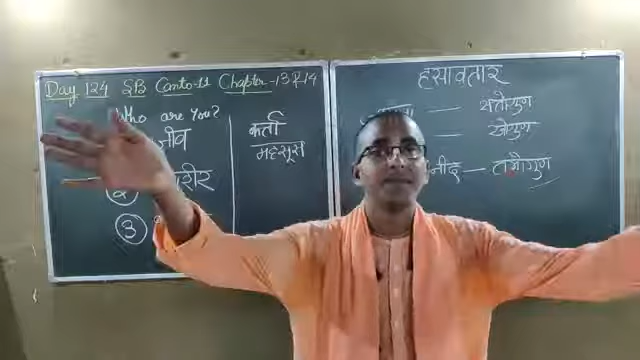 Day 124 SB Canto-11 Chapter-13&14
Who are you?
जीव
②
③
कर्ता
महसूस
हंसावतार
— सतोगुण
— रजोगुण
नींद — तमोगुण